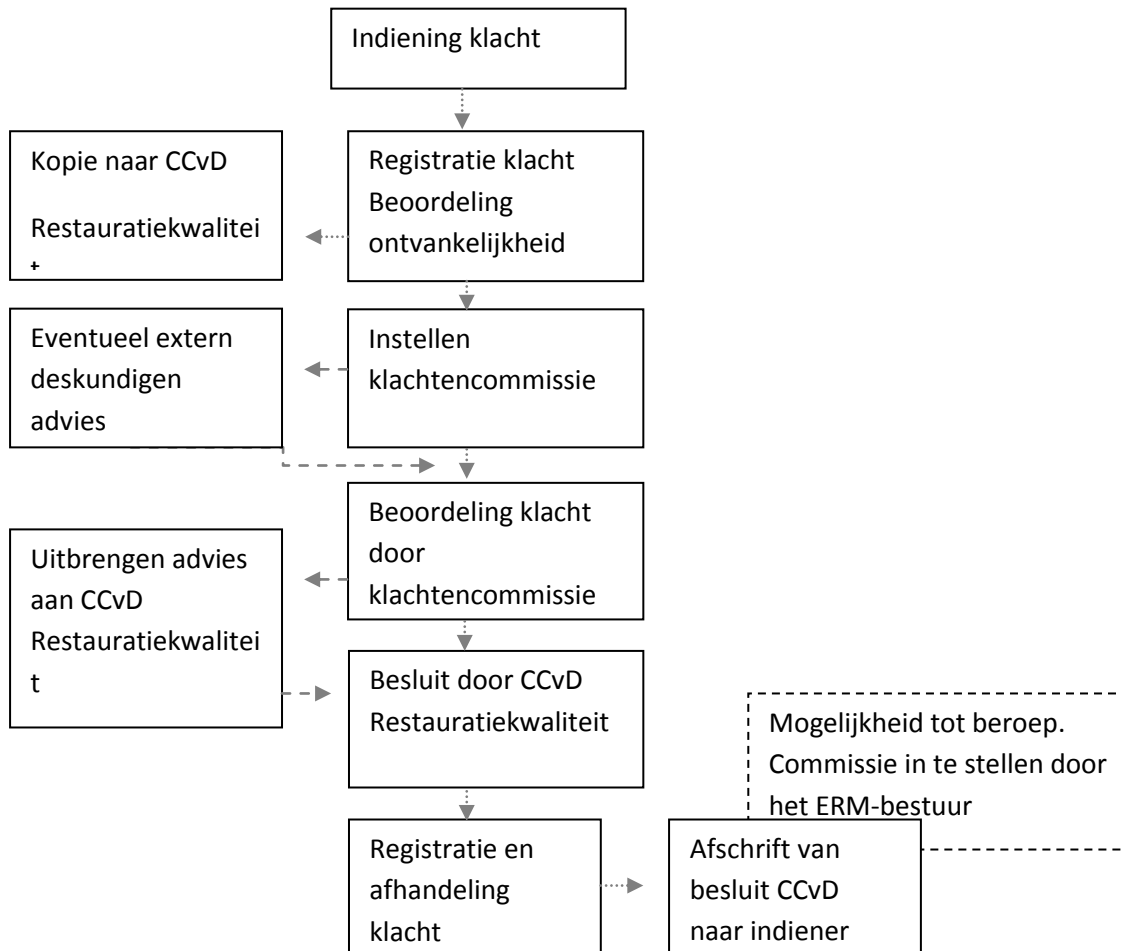 Indiening klacht
Kopie naar CCvD
Restauratiekwalitei
t
Registratie klacht
Beoordeling
ontvankelijkheid
Eventueel extern
deskundigen
advies
Instellen
klachtencommissie
Beoordeling klacht
door
klachtencommissie
Uitbrengen advies
aan CCvD
Restauratiekwalitei
t
Besluit door CCvD
Restauratiekwaliteit
Mogelijkheid tot beroep.
Commissie in te stellen door
het ERM-bestuur
Registratie en
afhandeling
klacht
Afschrift van
besluit CCvD
naar indiener